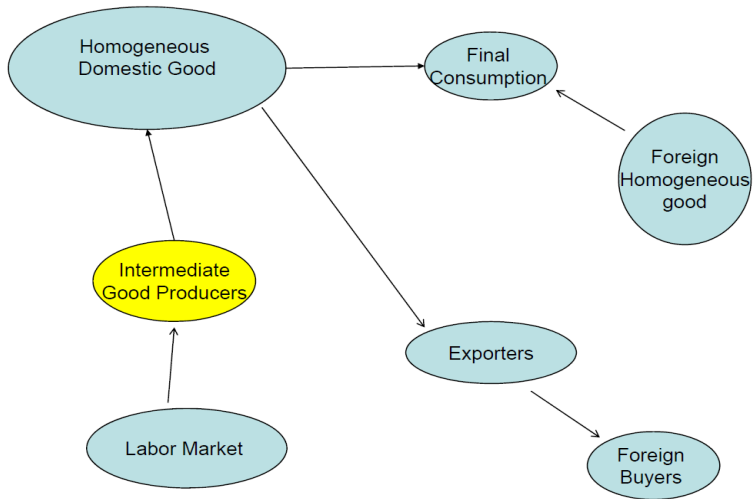 Homogeneous
Domestic Good
Final
Consumption
Foreign
Homogeneous
good
Intermediate
Good Producers
Exporters
Labor Market
Foreign
Buyers